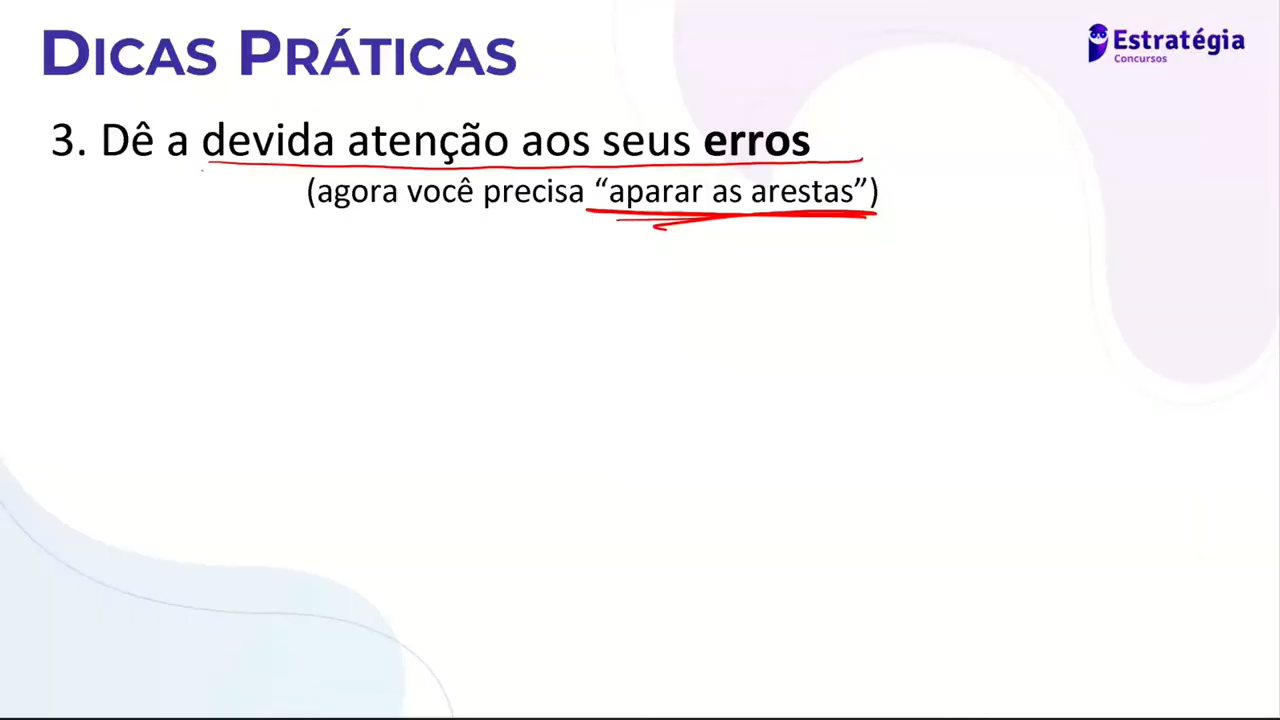 DICAS PRÁTICAS
Estratégia
Concursos
3. Dê a devida atenção aos seus erros
(agora você precisa “aparar as arestas”)